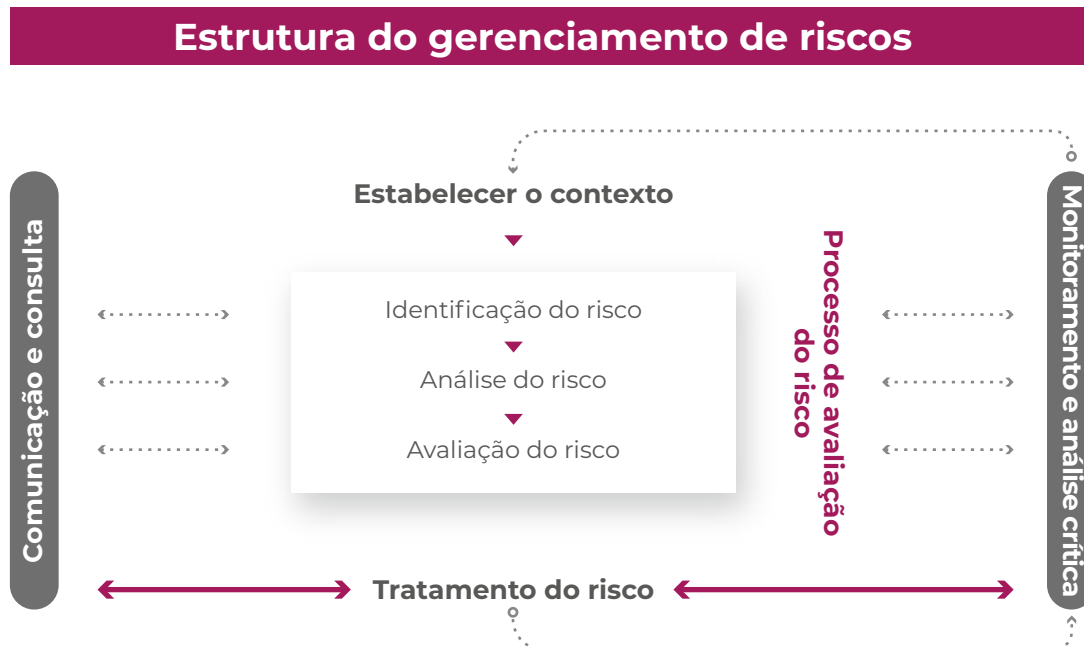 Estrutura do gerenciamento de riscos
Estabelecer o contexto
Comunicação e consulta
Identificação do risco
Análise do risco
Avaliação do risco
Processo de avaliação
do risco
Monitoramento e análise crítica
Tratamento do risco